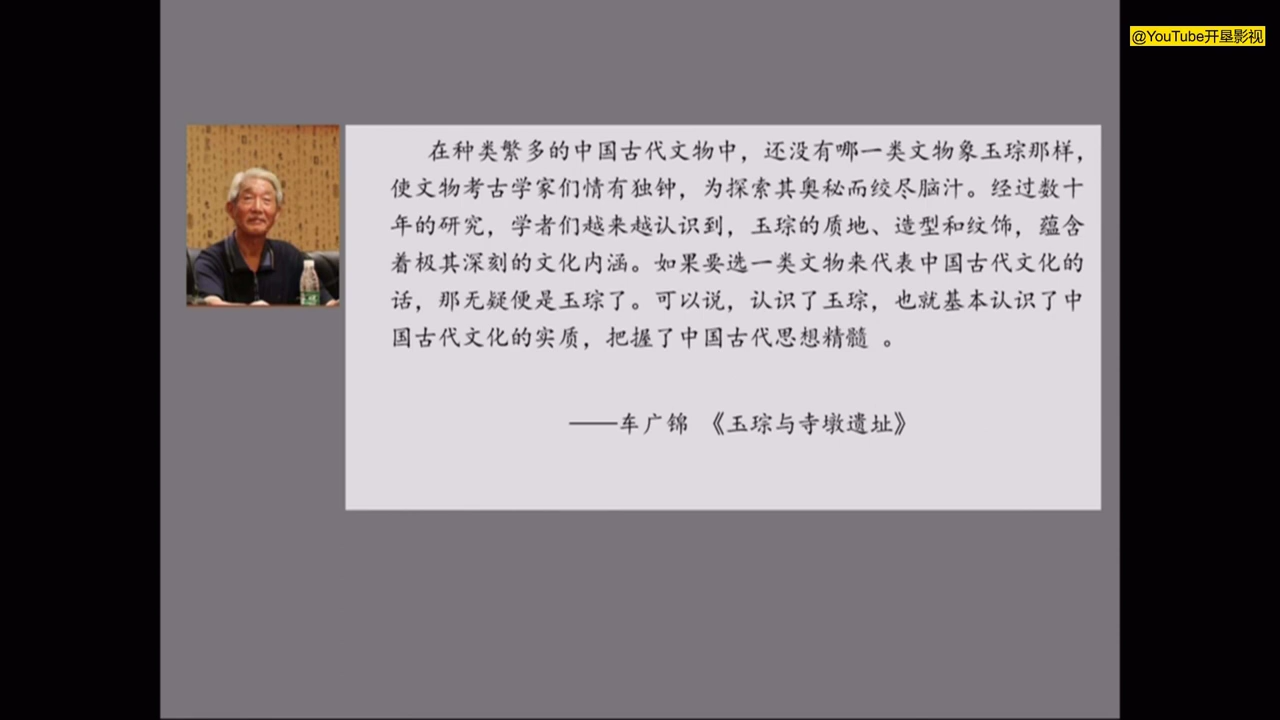 @YouTube开垦影视
在种类繁多的中国古代文物中，还没有哪一类文物象玉琮那样，
使文物考古学家们情有独钟，为探索其奥秘而绞尽脑汁。经过数十
年的研究，学者们越来越认识到，玉琮的质地、造型和纹饰，蕴含
着极其深刻的文化内涵。如果要选一类文物来代表中国古代文化的
话，那无疑便是玉琮了。可以说，认识了玉琮，也就基本认识了中
国古代文化的实质，把握了中国古代思想精髓 。
——车广锦 《玉琮与寺墩遗址》